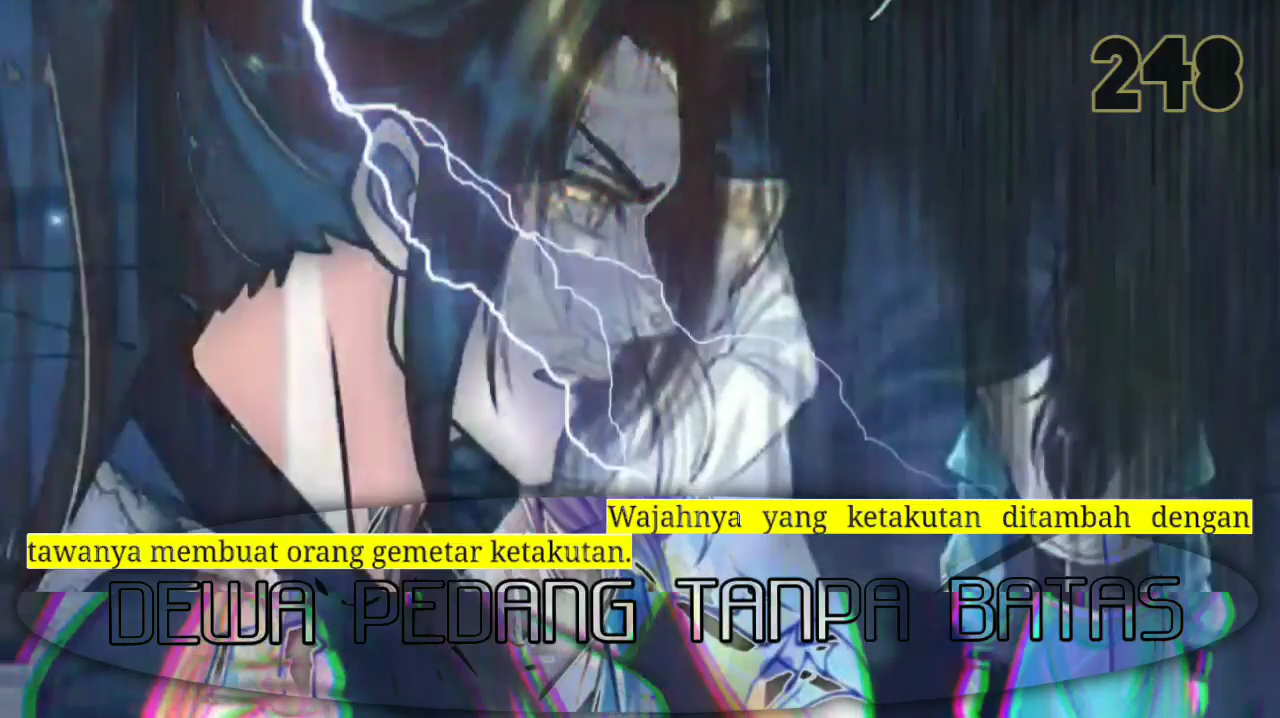 248
Wajahnya yang ketakutan ditambah dengan
tawanya membuat orang gemetar ketakutan.
DEWA PEDANG TANPA BATAS